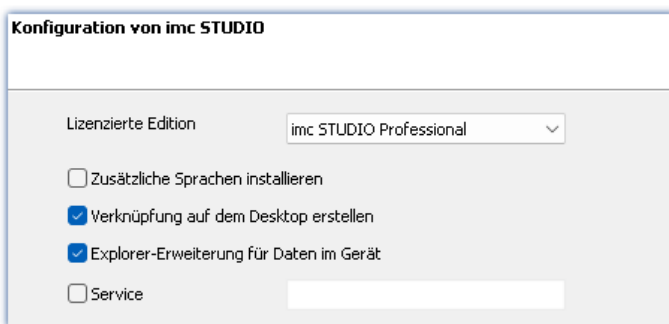 Konfiguration von imc STUDIO
Lizenzierte Edition
imc STUDIO Professional
Zusätzliche Sprachen installieren
Verknüpfung auf dem Desktop erstellen
Explorer-Erweiterung für Daten im Gerät
Service